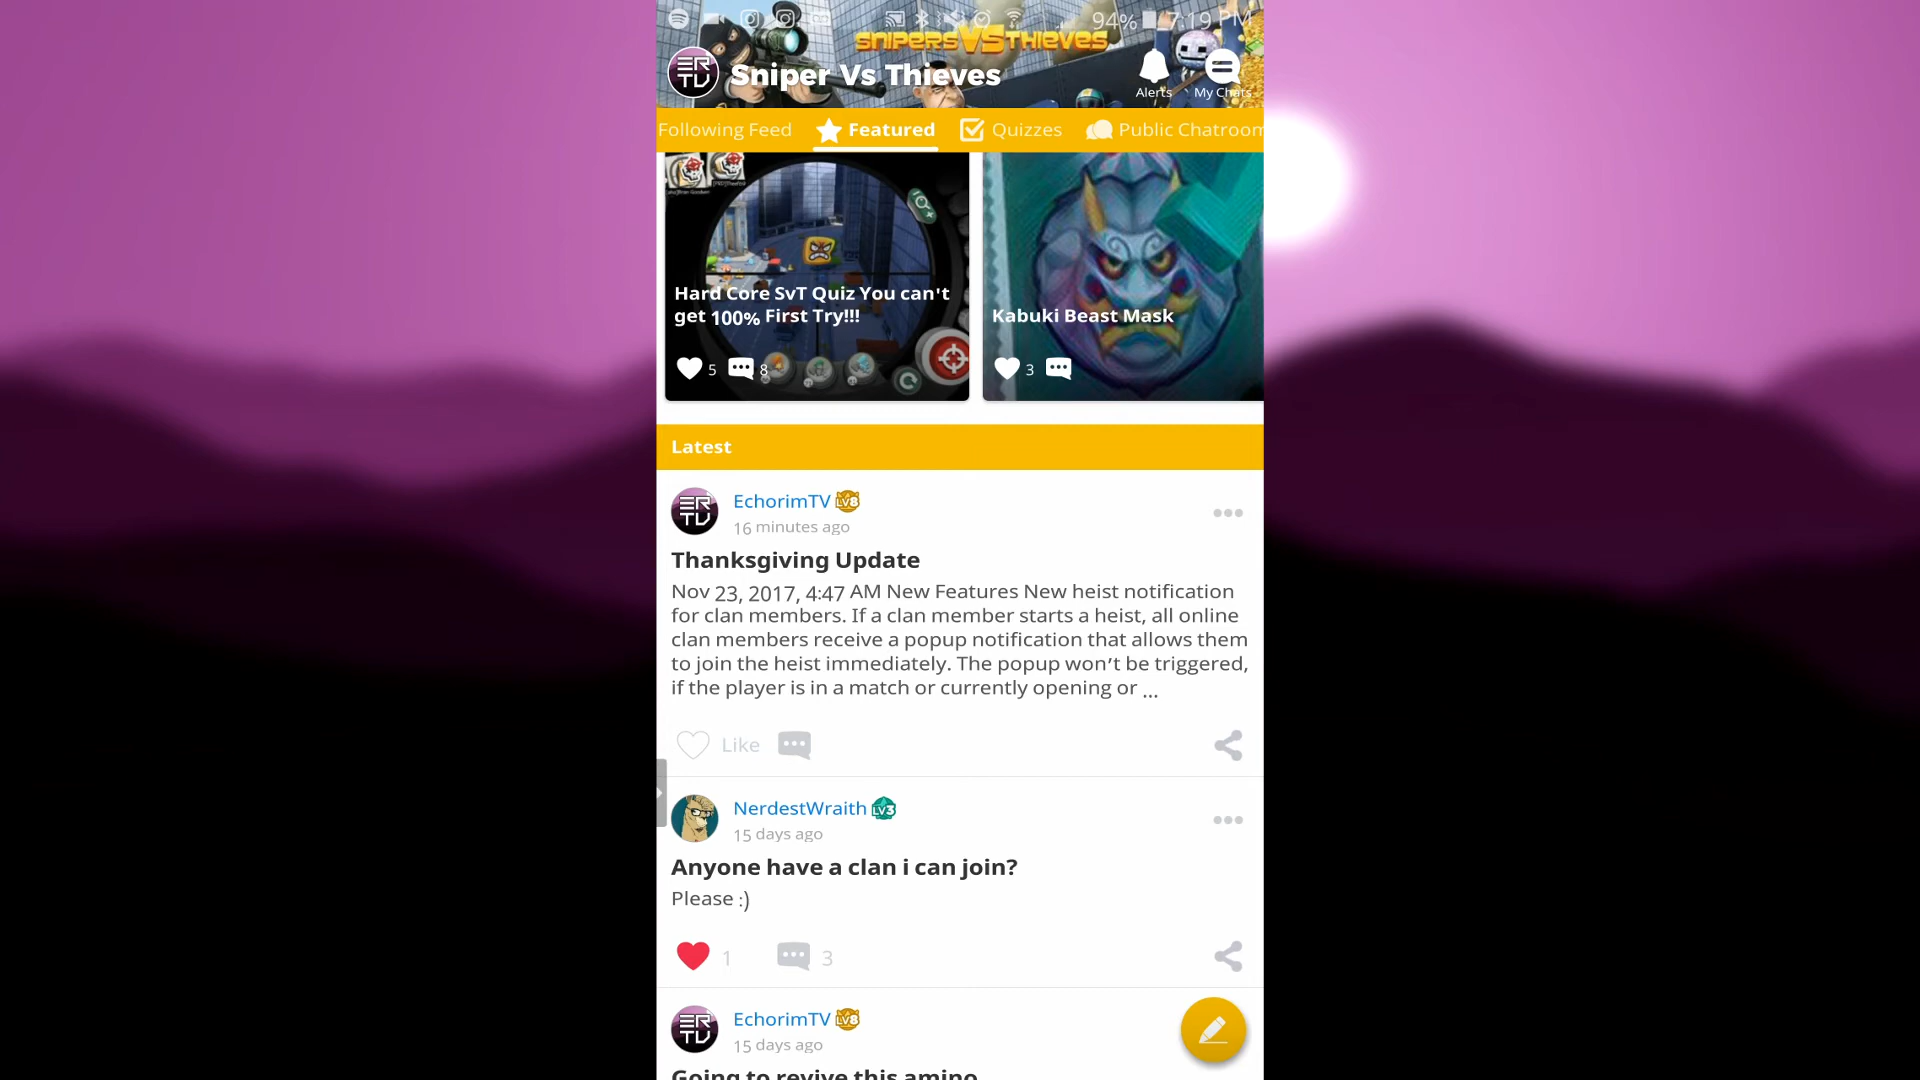 94% 7:19 PM
SNIPERS VS THIEVES
ER
TV
Sniper Vs Thieves
Alerts
My Chats
Following Feed
Featured
Quizzes
Public Chatroom
Hard Core SvT Quiz You can't
get 100% First Try!!!
5
8
Kabuki Beast Mask
3
Latest
ER
TV
EchorimTV LV8
16 minutes ago
Thanksgiving Update
Nov 23, 2017, 4:47 AM New Features New heist notification
for clan members. If a clan member starts a heist, all online
clan members receive a popup notification that allows them
to join the heist immediately. The popup won't be triggered,
if the player is in a match or currently opening or ...
Like
NerdestWraith LV3
15 days ago
Anyone have a clan i can join?
Please :)
1
3
ER
TV
EchorimTV LV8
15 days ago
Going to revive this amino